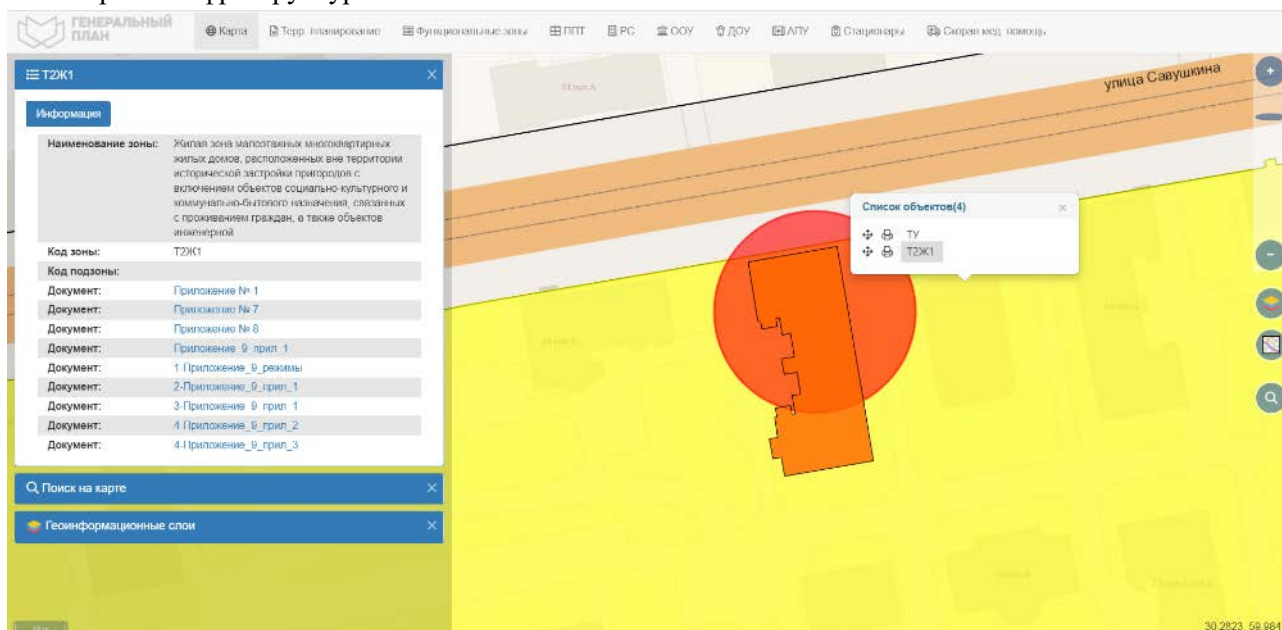 ГЕНЕРАЛЬНЫЙ
ПЛАН
Карта
Терр. планирование
Функциональные зоны
ППТ
РС
ООУ
ДОУ
АПУ
Стационары
Скорая мед. помощь
Т2Ж1
Информация
Наименование зоны: Жилая зона малоэтажных многоквартирных
жилых домов, расположенных вне территории
исторической застройки пригородов с
включением объектов социально-культурного и
коммунально-бытового назначения, связанных
с проживанием граждан, а также объектов
инженерной
Код зоны: Т2Ж1
Код подзоны:
Документ: Приложение № 1
Документ: Приложение № 7
Документ: Приложение № 8
Документ: Приложение_9_прил_1
Документ: 1-Приложение_9_режимы
Документ: 2-Приложение_9_прил_1
Документ: 3-Приложение_9_прил_1
Документ: 4-Приложение_9_прил_2
Документ: 4-Приложение_9_прил_3
Поиск на карте
Геоинформационные слои
улица Савушкина
Список объектов(4)
ТУ
Т2Ж1
30.2823, 59.984